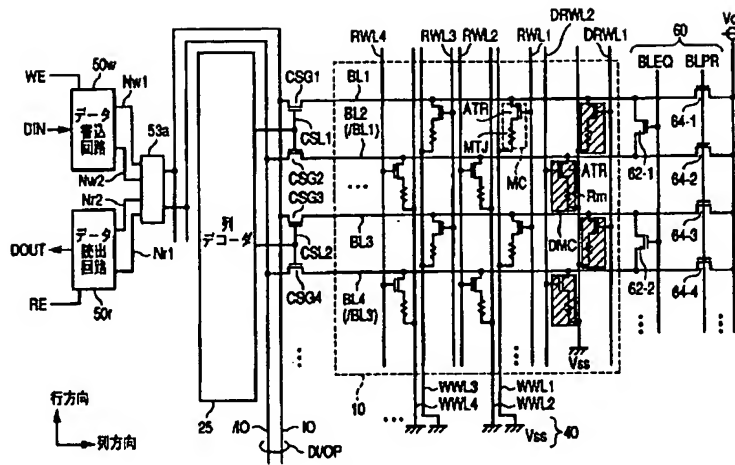 RWL4
RWL3
RWL2
RWL1
DRWL2
DRWL1
60
BLEQ
BLPR
50w
WE
Nw1
データ
書込
回路
DIN
53a
Nw2
Nr2
DOUT
データ
読出
回路
Nr1
RE
50r
列
デコーダ
25
CSG1
BL1
BL2
(/BL1)
CSL1
CSG2
CSG3
BL3
CSL2
CSG4
BL4
(/BL3)
ATR
MTJ
MC
ATR
Rm
DMC
62-1
62-2
64-1
64-2
64-3
64-4
Vss
10
WWL3
WWL4
WWL1
WWL2
Vss
40
/IO
IO
DI/OP
行方向
列方向